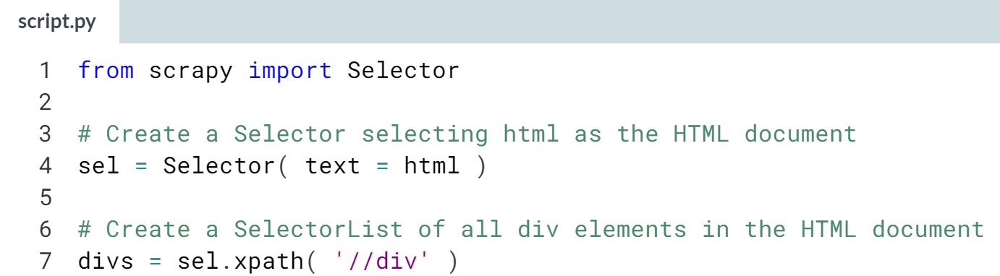 script.py
1 from scrapy import Selector
2
3 # Create a Selector selecting html as the HTML document
4 sel = Selector( text = html )
5
6 # Create a SelectorList of all div elements in the HTML document
7 divs = sel.xpath( '//div' )